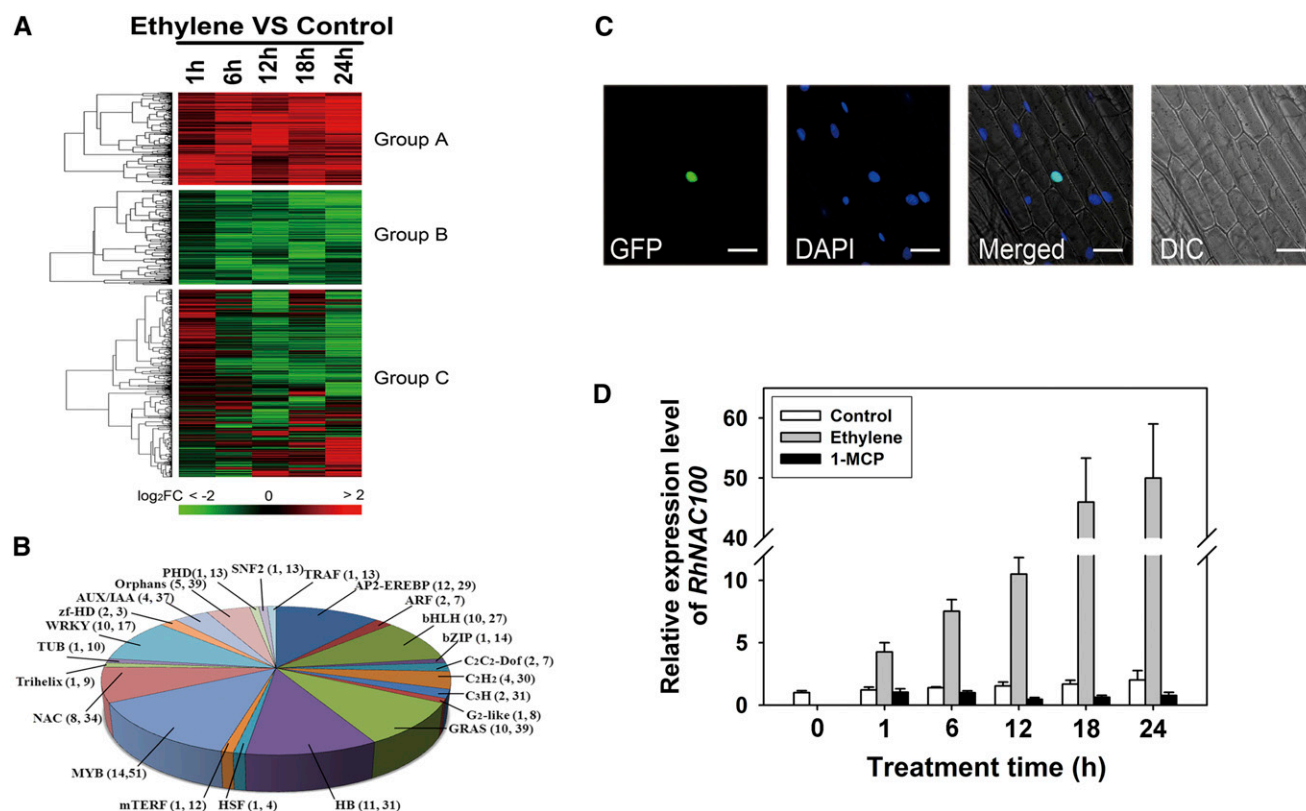 A
Ethylene VS Control
1h 6h 12h 18h 24h
Group A
Group B
Group C
log₂FC < -2 0 > 2
B
PHD(1, 13)
SNF2 (1, 13)
TRAF(1, 13)
Orphans (5, 39)
AP2-EREBP (12, 29)
AUX/IAA (4, 37)
ARF (2, 7)
zf-HD (2, 3)
bHLH (10, 27)
WRKY (10, 17)
bZIP (1, 14)
TUB (1, 10)
C₂C₂-Dof (2, 7)
Trihelix (1, 9)
C₂H₂ (4, 30)
C₃H (2, 31)
NAC (8, 34)
G₂-like (1, 8)
GRAS (10, 39)
MYB (14,51)
mTERF (1, 12)
HSF (1, 4)
HB (11, 31)
C
GFP
DAPI
Merged
DIC
D
Relative expression level
of RhNAC100
60
50
40
10
5
0
Control
Ethylene
1-MCP
0 1 6 12 18 24
Treatment time (h)